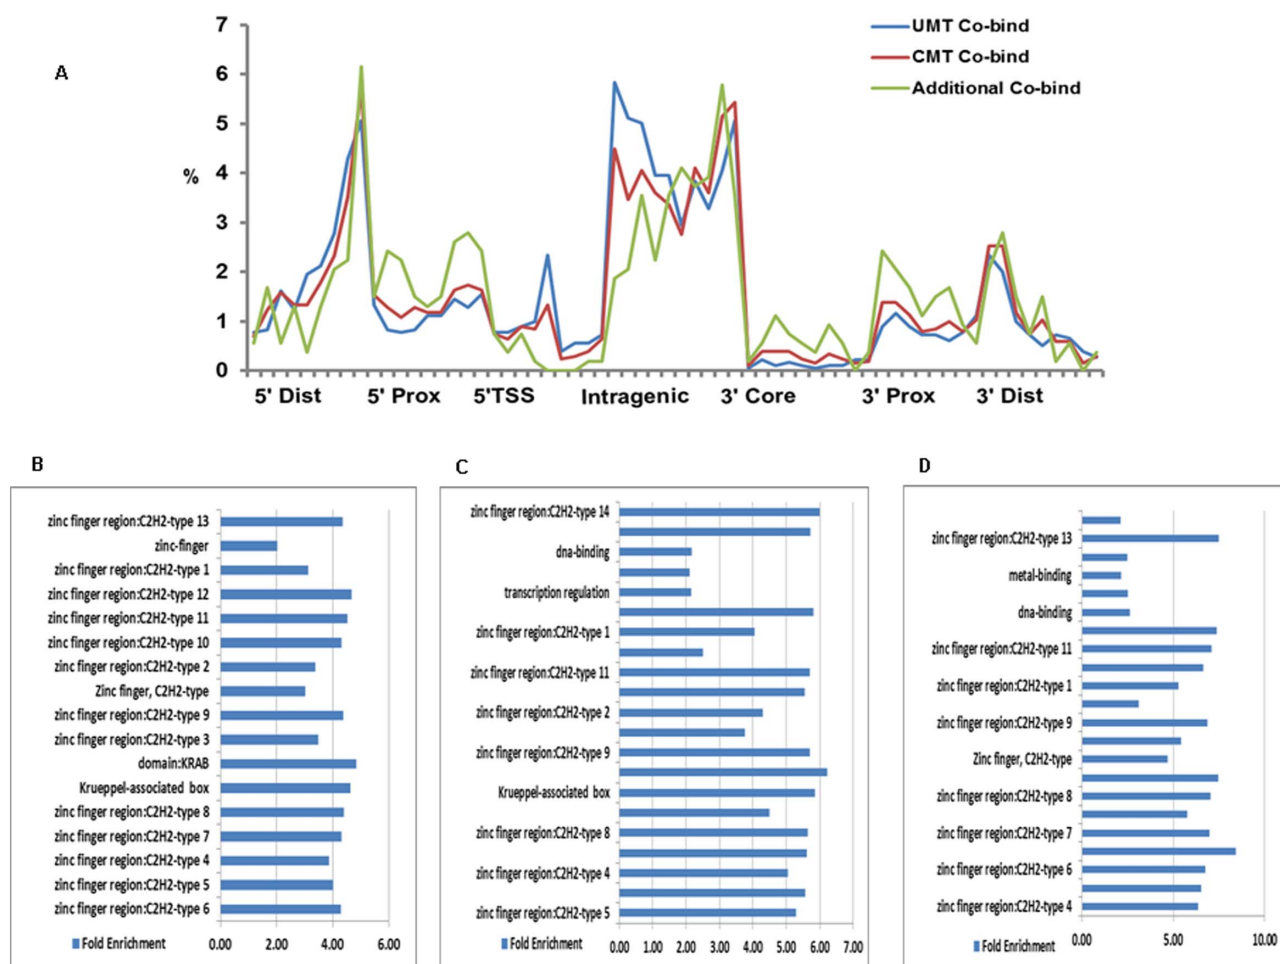 A
7
6
5
4
%
3
2
1
0
UMT Co-bind
CMT Co-bind
Additional Co-bind
5' Dist 5' Prox 5'TSS Intragenic 3' Core 3' Prox 3' Dist
B
zinc finger region:C2H2-type 13
zinc-finger
zinc finger region:C2H2-type 1
zinc finger region:C2H2-type 12
zinc finger region:C2H2-type 11
zinc finger region:C2H2-type 10
zinc finger region:C2H2-type 2
Zinc finger, C2H2-type
zinc finger region:C2H2-type 9
zinc finger region:C2H2-type 3
domain:KRAB
Krueppel-associated box
zinc finger region:C2H2-type 8
zinc finger region:C2H2-type 7
zinc finger region:C2H2-type 4
zinc finger region:C2H2-type 5
zinc finger region:C2H2-type 6
Fold Enrichment
0.00 2.00 4.00 6.00
C
zinc finger region:C2H2-type 14
dna-binding
transcription regulation
zinc finger region:C2H2-type 1
zinc finger region:C2H2-type 11
zinc finger region:C2H2-type 2
zinc finger region:C2H2-type 9
Krueppel-associated box
zinc finger region:C2H2-type 8
zinc finger region:C2H2-type 4
zinc finger region:C2H2-type 5
Fold Enrichment
0.00 1.00 2.00 3.00 4.00 5.00 6.00 7.00
D
zinc finger region:C2H2-type 13
metal-binding
dna-binding
zinc finger region:C2H2-type 11
zinc finger region:C2H2-type 1
zinc finger region:C2H2-type 9
Zinc finger, C2H2-type
zinc finger region:C2H2-type 8
zinc finger region:C2H2-type 7
zinc finger region:C2H2-type 6
zinc finger region:C2H2-type 4
Fold Enrichment
0.00 5.00 10.00